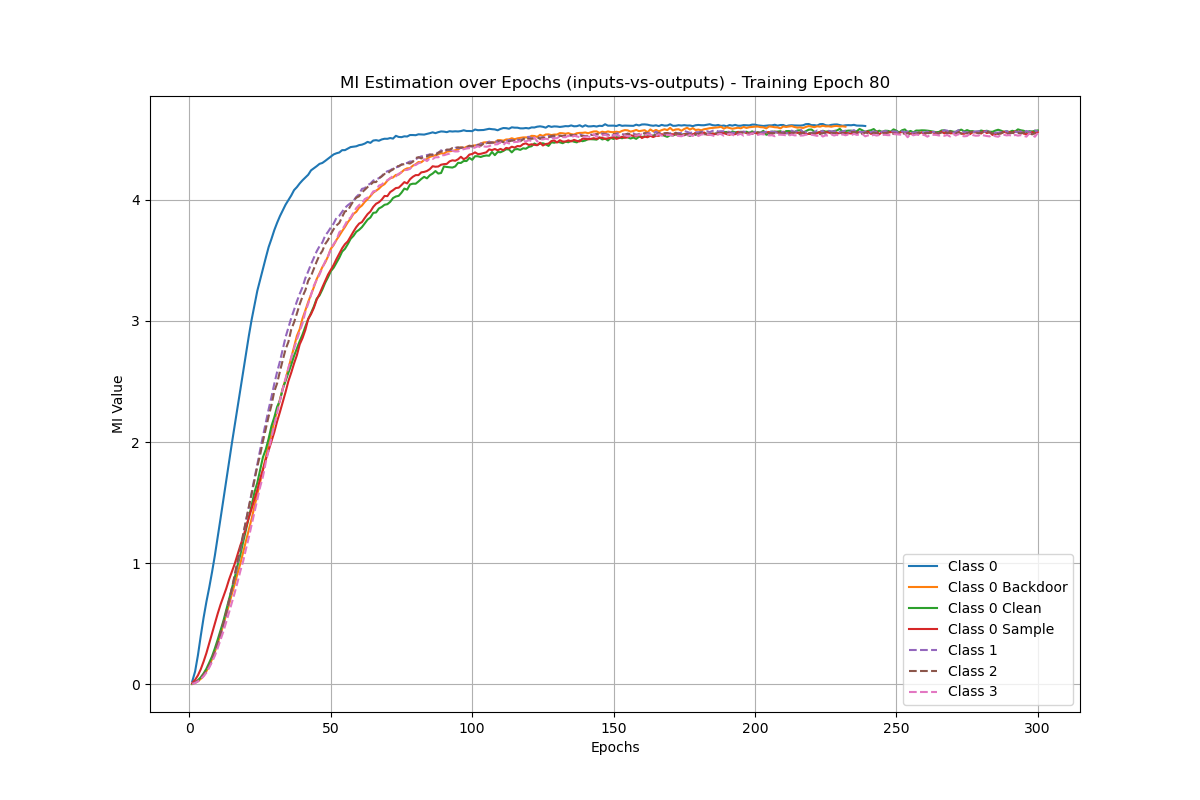 MI Estimation over Epochs (inputs-vs-outputs) - Training Epoch 80
MI Value
4
3
2
1
0
0 50 100 150 200 250 300
Epochs
Class 0
Class 0 Backdoor
Class 0 Clean
Class 0 Sample
Class 1
Class 2
Class 3